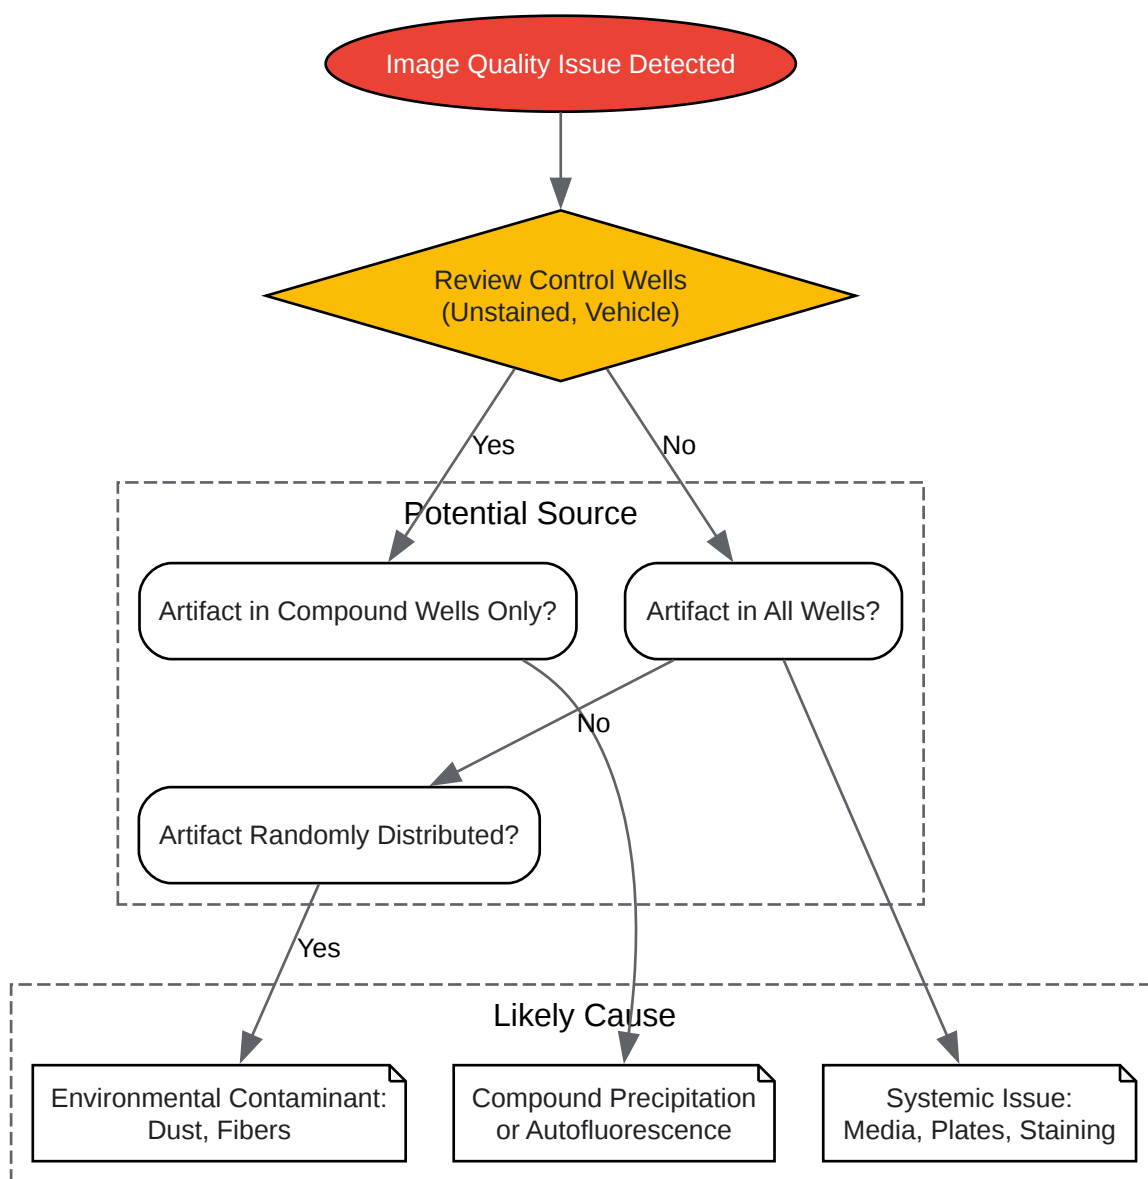 Image Quality Issue Detected
Review Control Wells
(Unstained, Vehicle)
Yes
No
Potential Source
Artifact in Compound Wells Only?
Artifact in All Wells?
No
Artifact Randomly Distributed?
Yes
Likely Cause
Environmental Contaminant:
Dust, Fibers
Compound Precipitation
or Autofluorescence
Systemic Issue:
Media, Plates, Staining